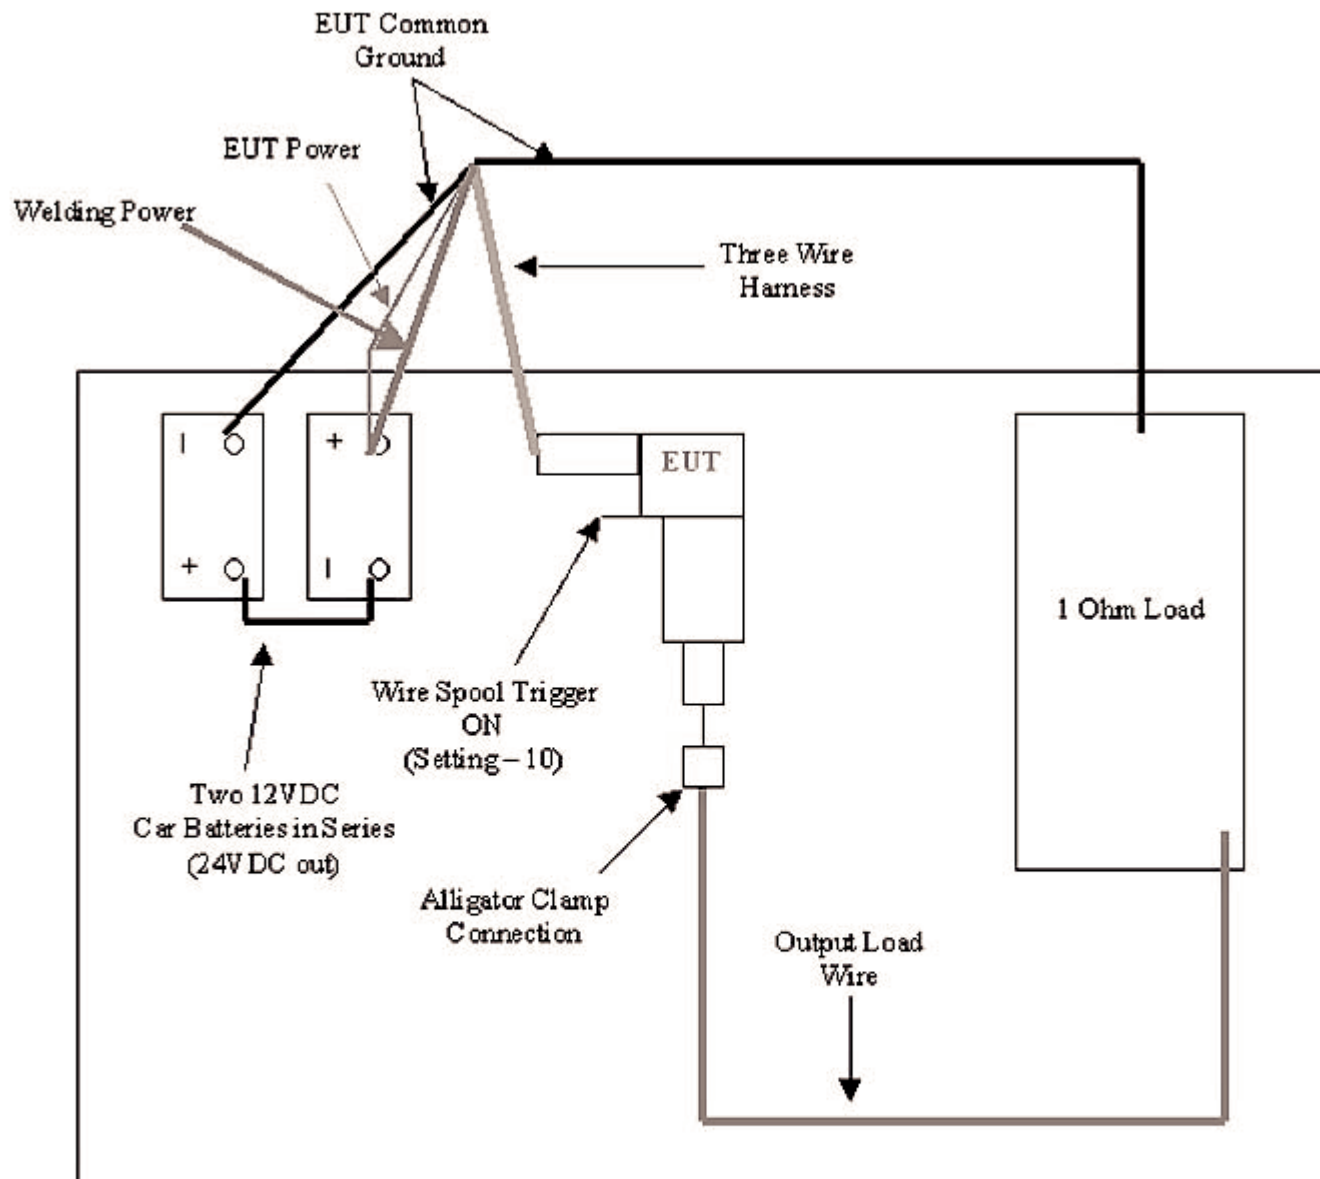 EUT Common
Ground
EUT Power
Welding Power
Three Wire
Harness
| +
EUT
+ |
1 Ohm Load
Wire Spool Trigger
ON
(Setting – 10)
Two 12VDC
Car Batteries in Series
(24VDC out)
Alligator Clamp
Connection
Output Load
Wire